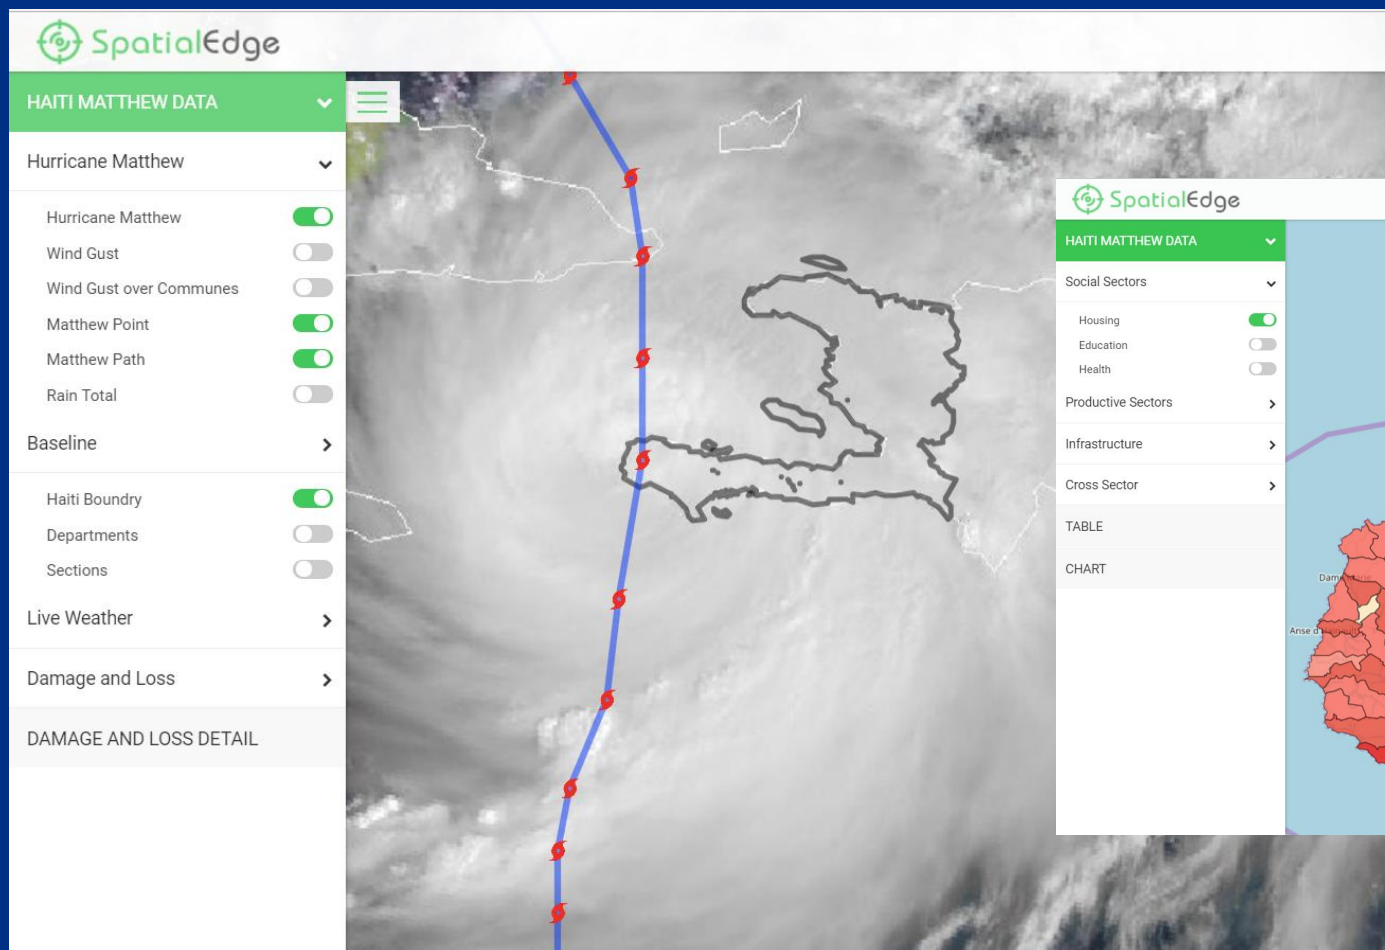 SpatialEdge
HAITI MATTHEW DATA
Hurricane Matthew
Hurricane Matthew
Wind Gust
Wind Gust over Communes
Matthew Point
Matthew Path
Rain Total
Baseline
Haiti Boundry
Departments
Sections
Live Weather
Damage and Loss
DAMAGE AND LOSS DETAIL
SpatialEdge
HAITI MATTHEW DATA
Social Sectors
Housing
Education
Health
Productive Sectors
Infrastructure
Cross Sector
TABLE
CHART